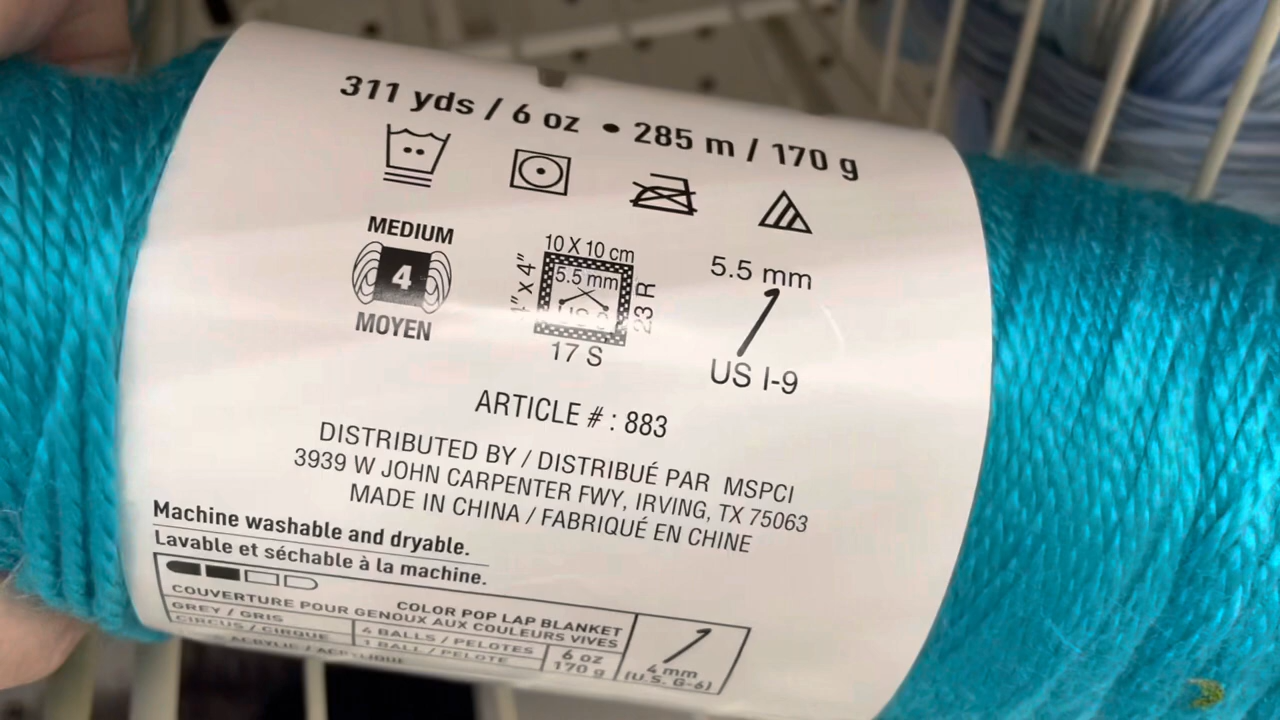 311 yds / 6 oz • 285 m / 170 g
MEDIUM
4
MOYEN
10 X 10 cm
5.5 mm
x 4"
23 R
17 S
5.5 mm
US I-9
ARTICLE # : 883
DISTRIBUTED BY / DISTRIBUÉ PAR MSPCI
3939 W JOHN CARPENTER FWY, IRVING, TX 75063
MADE IN CHINA / FABRIQUÉ EN CHINE
Machine washable and dryable.
Lavable et séchable à la machine.
COLOR POP LAP BLANKET
COUVERTURE POUR GENOUX AUX COULEURS VIVES
GREY / GRIS
4 BALLS / PELOTES
CIRCUS / CIRQUE
1 BALL / PELOTE
6 oz
170 g
4 mm
(U.S. G-6)
ACRYLIC / ACRYLIQUE